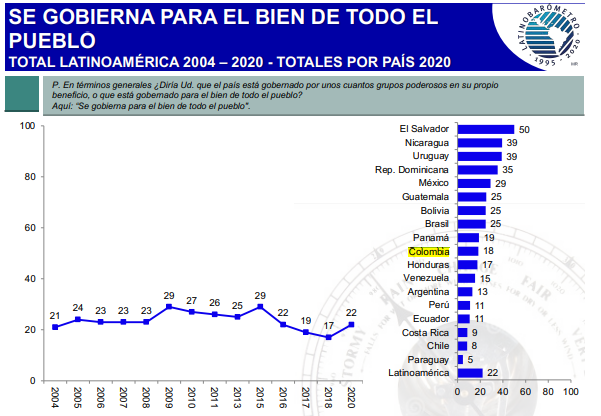 SE GOBIERNA PARA EL BIEN DE TODO EL
PUEBLO
TOTAL LATINOAMÉRICA 2004 – 2020 - TOTALES POR PAÍS 2020
LATINOBARÓMETRO
1995 - 2020
P. En términos generales ¿Diría Ud. que el país está gobernado por unos cuantos grupos poderosos en su propio
beneficio, o que está gobernado para el bien de todo el pueblo?
Aquí: “Se gobierna para el bien de todo el pueblo".
100
80
60
40
20
0
21 24 23 23 23 29 27 26 25 29 22 19 17 22
2004 2005 2006 2007 2008 2009 2010 2011 2013 2015 2016 2017 2018 2020
El Salvador 50
Nicaragua 39
Uruguay 39
Rep. Dominicana 35
México 29
Guatemala 25
Bolivia 25
Brasil 25
Panamá 19
Colombia 18
Honduras 17
Venezuela 15
Argentina 13
Perú 11
Ecuador 11
Costa Rica 9
Chile 8
Paraguay 5
Latinoamérica 22
0 20 40 60 80 100
STORMY
FAIR